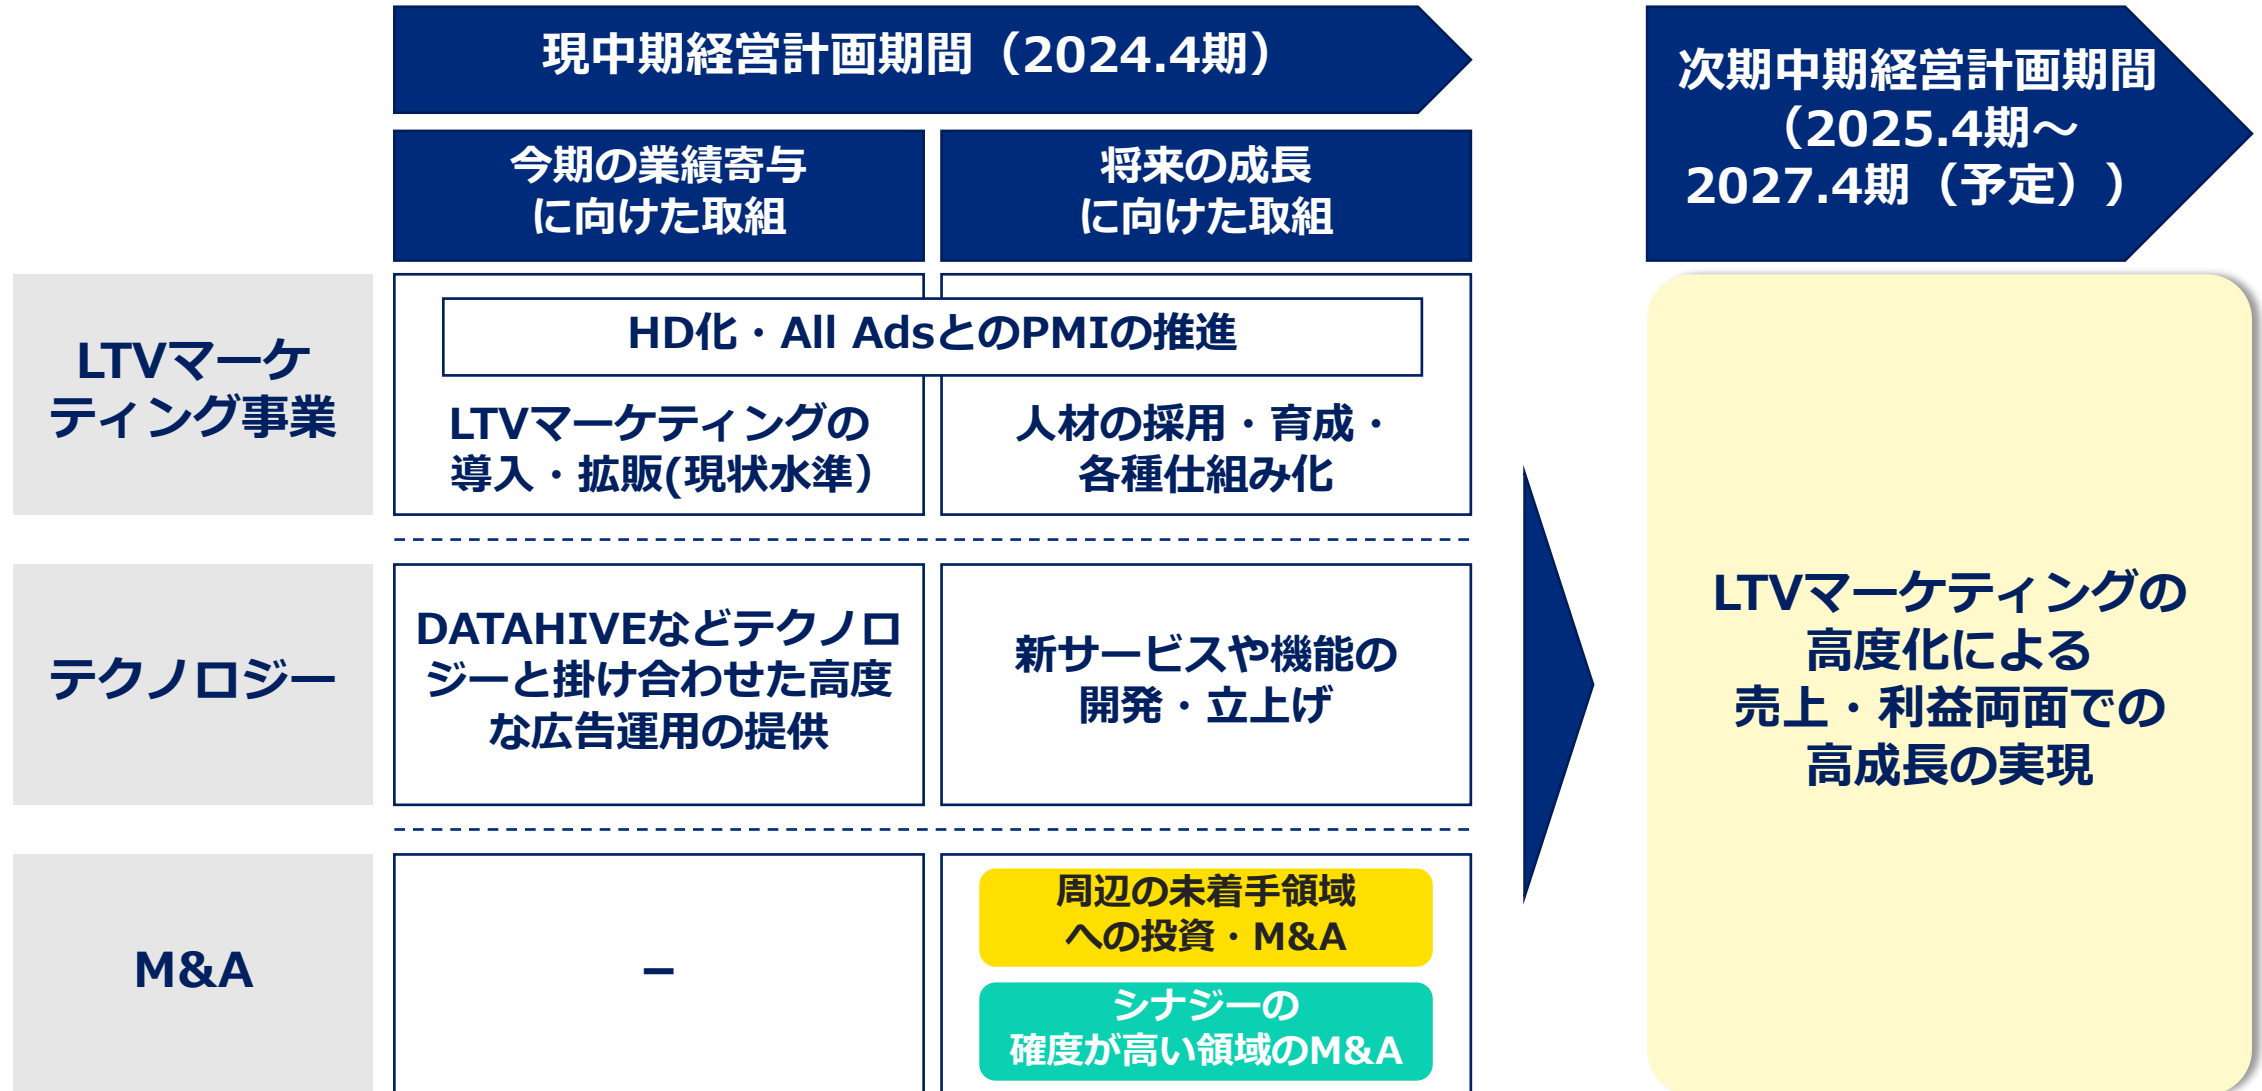 現中期経営計画期間（2024.4期）
次期中期経営計画期間
（2025.4期～
2027.4期（予定））
今期の業績寄与
に向けた取組
将来の成長
に向けた取組
LTVマーケ
ティング事業
HD化・All AdsとのPMIの推進
LTVマーケティングの
導入・拡販(現状水準）
人材の採用・育成・
各種仕組み化
テクノロジー
DATAHIVEなどテクノロ
ジーと掛け合わせた高度
な広告運用の提供
新サービスや機能の
開発・立上げ
M&A
–
周辺の未着手領域
への投資・M&A
シナジーの
確度が高い領域のM&A
LTVマーケティングの
高度化による
売上・利益両面での
高成長の実現